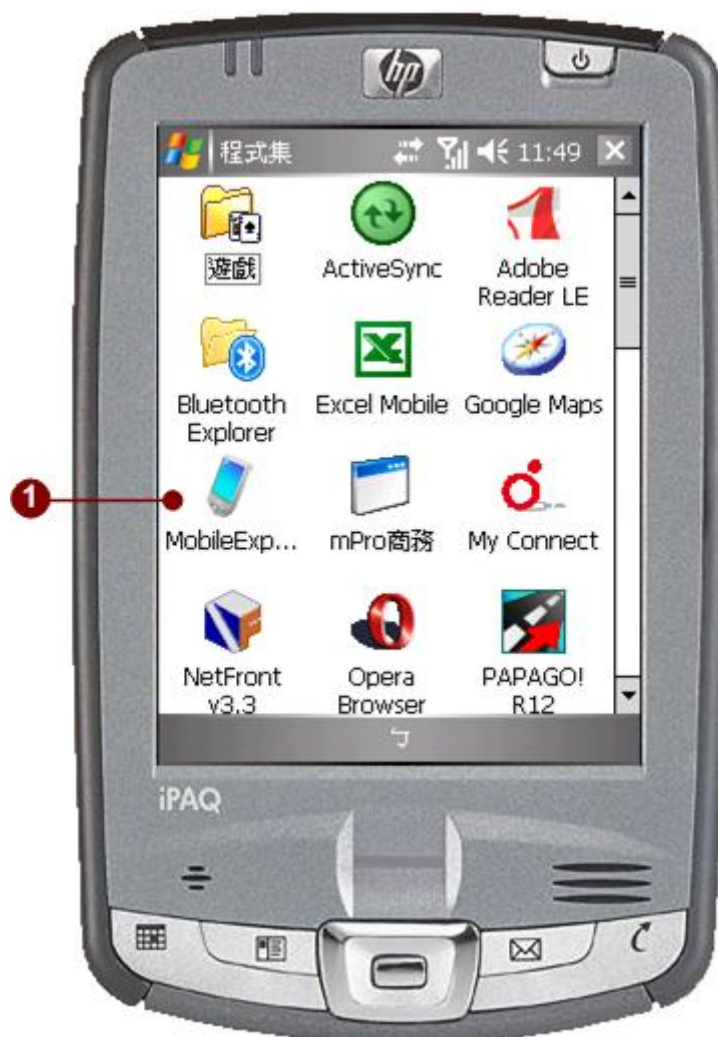 hp
程式集 11:49
遊戲 ActiveSync Adobe
Reader LE
Bluetooth Excel Mobile Google Maps
Explorer
1 MobileExp... mPro商務 My Connect
NetFront Opera PAPAGO!
v3.3 Browser R12
ㄅ
iPAQ